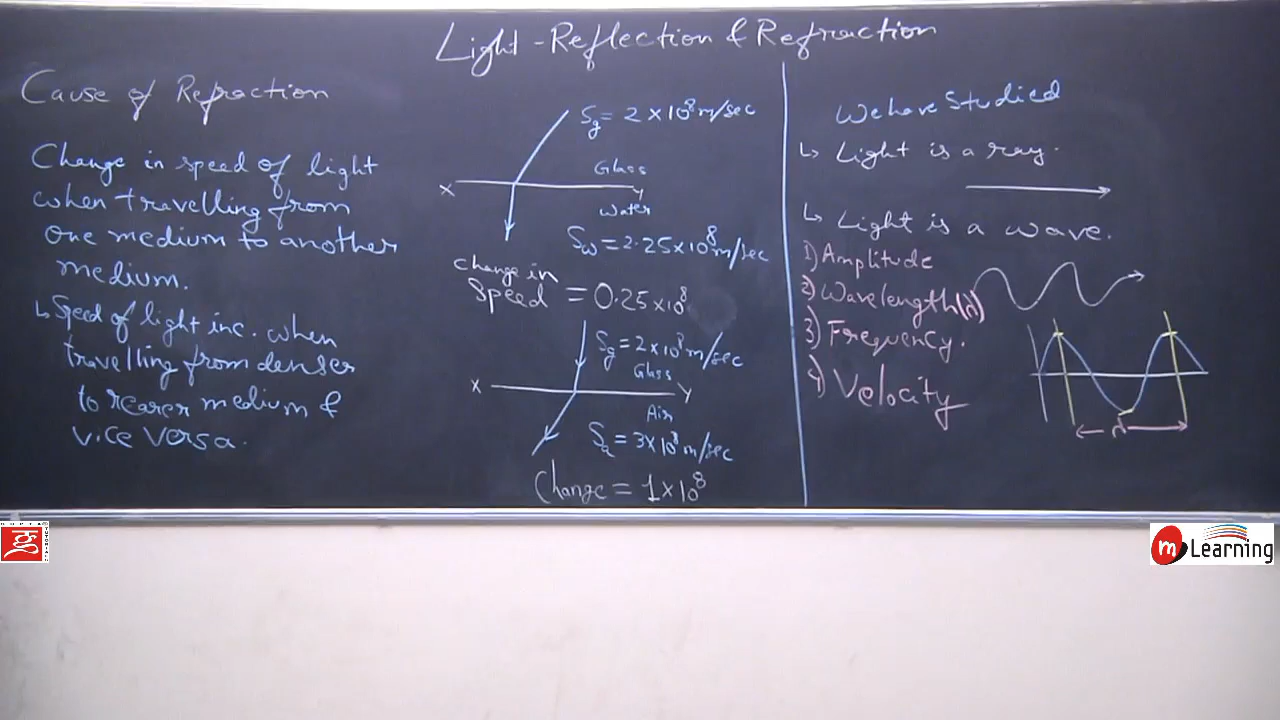 Light - Reflection & Refraction
Cause of Refraction
Change in speed of light
when travelling from
one medium to another
medium.
↳ Speed of light inc. when
travelling from denser
to rearer medium &
vice versa.
Sg = 2 × 10⁸ m/sec
Glass
X Y
Water
Sw = 2.25 × 10⁸ m/sec
change in
speed = 0.25 × 10⁸
Sg = 2 × 10⁸ m/sec
Glass
X Y
Air
Sa = 3 × 10⁸ m/sec
Change = 1 × 10⁸
We have Studied
↳ Light is a ray.
↳ Light is a wave.
1) Amplitude
2) Wavelength (λ)
3) Frequency.
4) Velocity
λ
GUPTA
TUTORIALS
g
m Learning